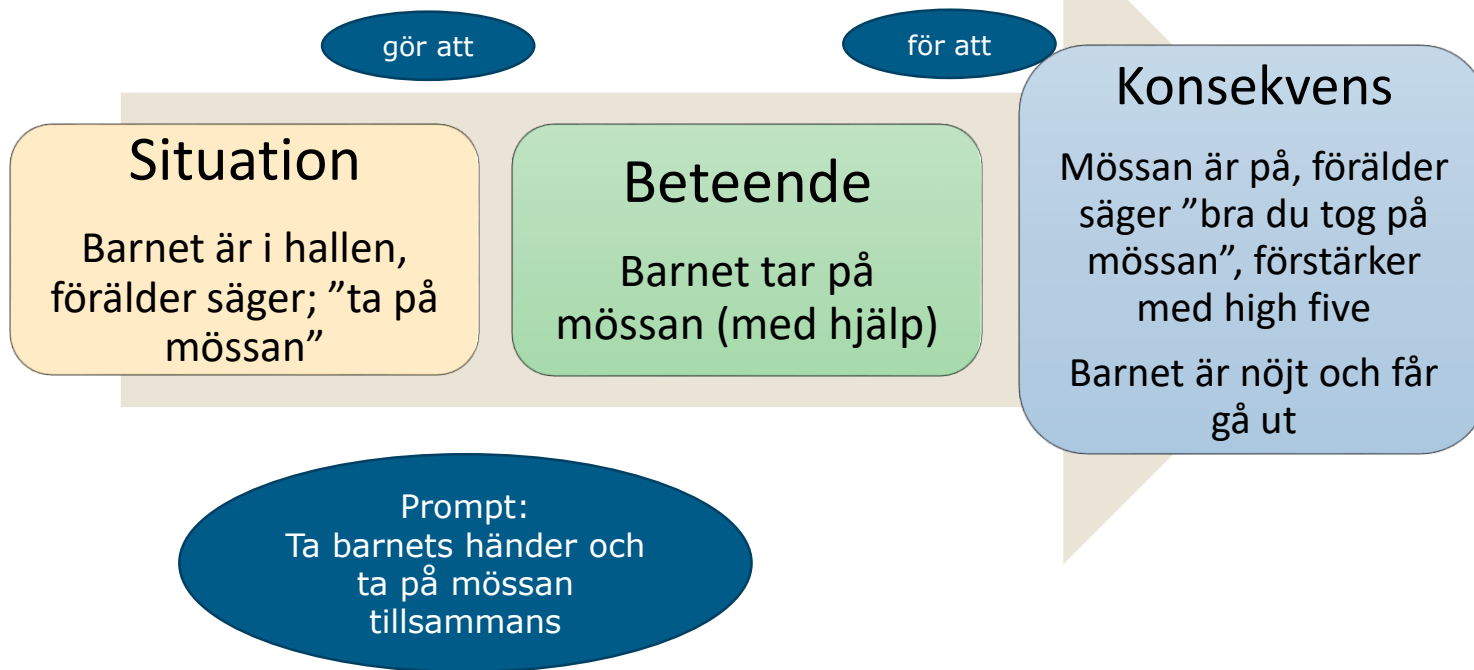 gör att
för att
Situation
Barnet är i hallen,
förälder säger; ”ta på
mössan”
Beteende
Barnet tar på
mössan (med hjälp)
Konsekvens
Mössan är på, förälder
säger ”bra du tog på
mössan”, förstärker
med high five
Barnet är nöjt och får
gå ut
Prompt:
Ta barnets händer och
ta på mössan
tillsammans